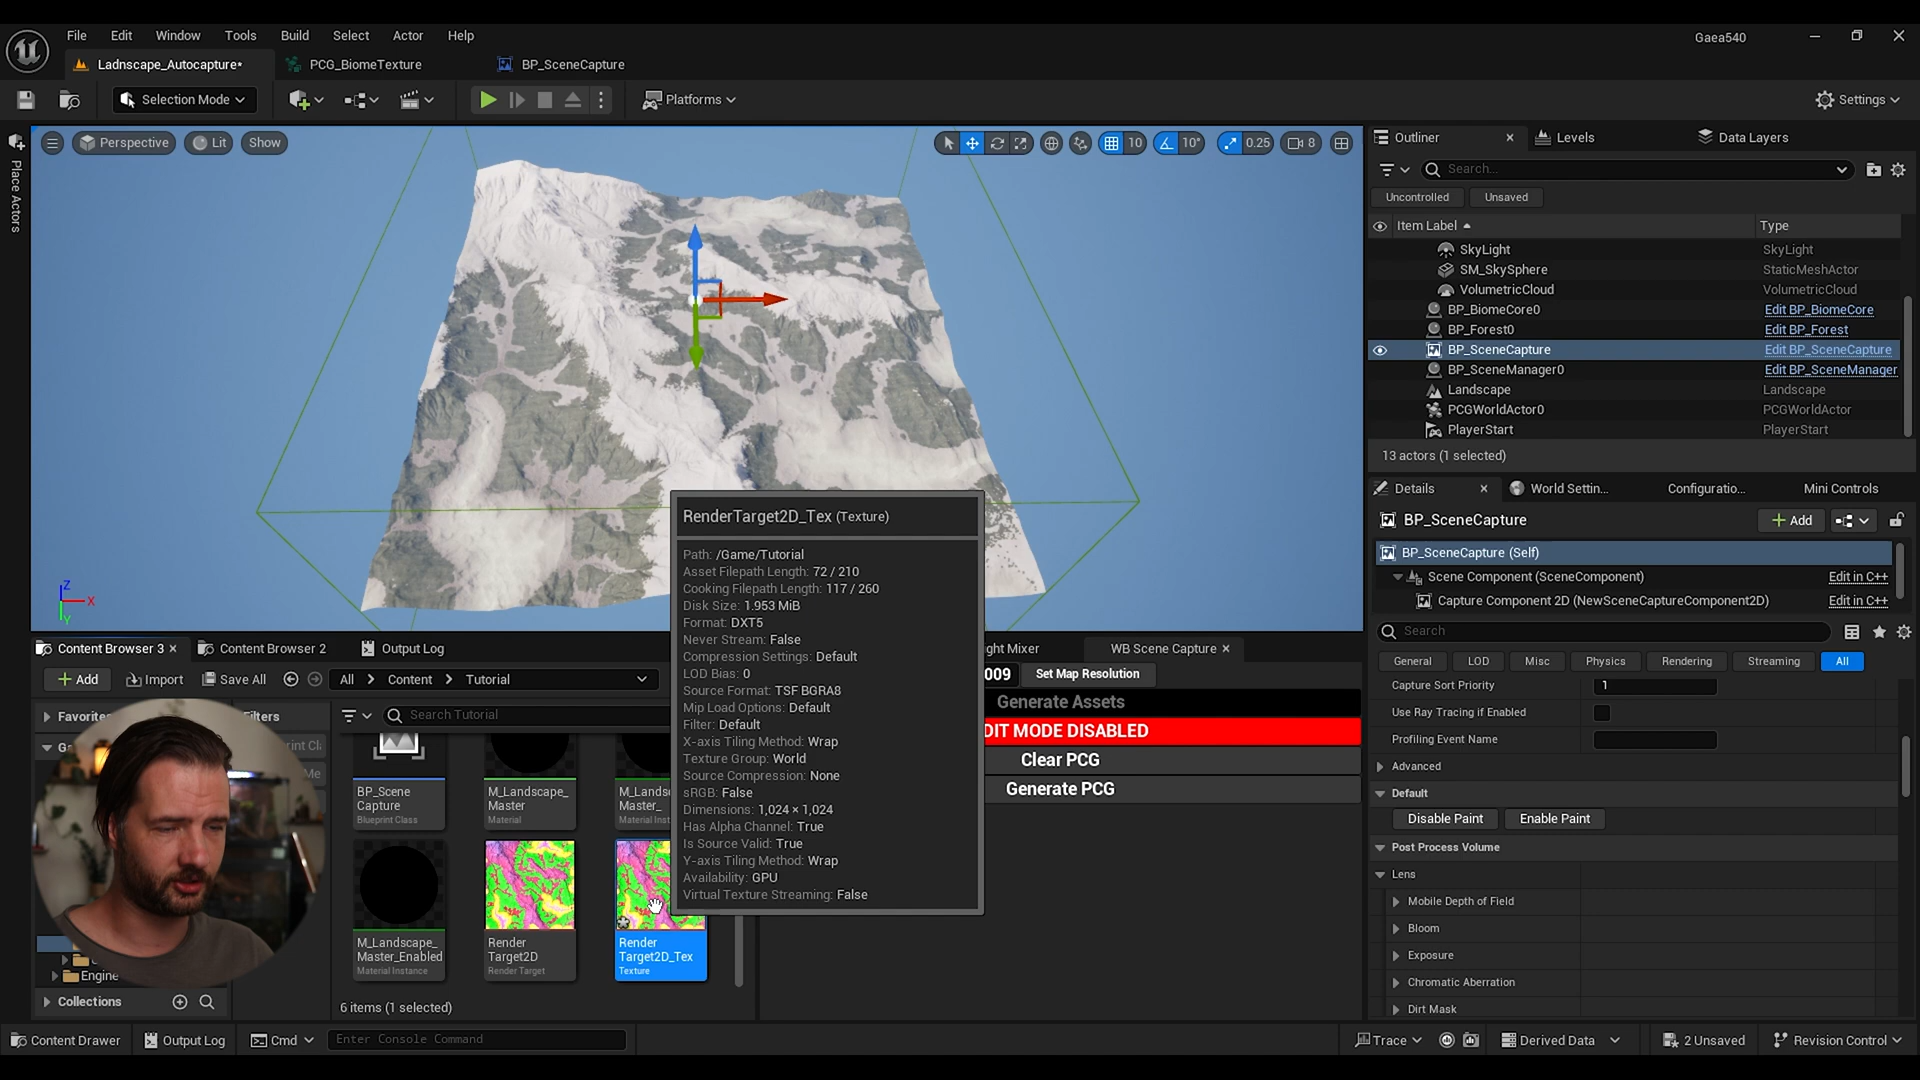 File
Edit
Window
Tools
Build
Select
Actor
Help
Gaea540
Ladnscape_Autocapture*
PCG_BiomeTexture
BP_SceneCapture
Selection Mode
Platforms
Settings
Place Actors
Perspective
Lit
Show
10
10°
0.25
8
Z
X
Y
Outliner
Levels
Data Layers
Search...
Uncontrolled
Unsaved
Item Label
Type
SkyLight
SkyLight
SM_SkySphere
StaticMeshActor
VolumetricCloud
VolumetricCloud
BP_BiomeCore0
Edit BP_BiomeCore
BP_Forest0
Edit BP_Forest
BP_SceneCapture
Edit BP_SceneCapture
BP_SceneManager0
Edit BP_SceneManager
Landscape
Landscape
PCGWorldActor0
PCGWorldActor
PlayerStart
PlayerStart
13 actors (1 selected)
Details
World Settin...
Configuratio...
Mini Controls
BP_SceneCapture
Add
BP_SceneCapture (Self)
Scene Component (SceneComponent)
Edit in C++
Capture Component 2D (NewSceneCaptureComponent2D)
Edit in C++
Search
General
LOD
Misc
Physics
Rendering
Streaming
All
Capture Sort Priority
1
Use Ray Tracing if Enabled
Profiling Event Name
Advanced
Default
Disable Paint
Enable Paint
Post Process Volume
Lens
Mobile Depth of Field
Bloom
Exposure
Chromatic Aberration
Dirt Mask
RenderTarget2D_Tex (Texture)
Path: /Game/Tutorial
Asset Filepath Length: 72 / 210
Cooking Filepath Length: 117 / 260
Disk Size: 1.953 MiB
Format: DXT5
Never Stream: False
Compression Settings: Default
LOD Bias: 0
Source Format: TSF BGRA8
Mip Load Options: Default
Filter: Default
X-axis Tiling Method: Wrap
Texture Group: World
Source Compression: None
sRGB: False
Dimensions: 1,024 × 1,024
Has Alpha Channel: True
Is Source Valid: True
Y-axis Tiling Method: Wrap
Availability: GPU
Virtual Texture Streaming: False
Content Browser 3
Content Browser 2
Output Log
ght Mixer
WB Scene Capture
Add
Import
Save All
All
Content
Tutorial
009
Set Map Resolution
Generate Assets
DIT MODE DISABLED
Clear PCG
Generate PCG
Favorite
Filters
Search Tutorial
Ga
rint Cl
Me
BP_Scene
Capture
Blueprint Class
M_Landscape_
Master
Material
M_Lands
Master_
Material Inst
M_Landscape_
Master_Enabled
Material Instance
Render
Target2D
Render Target
Render
Target2D_Tex
Texture
Engine
Collections
6 items (1 selected)
Content Drawer
Output Log
Cmd
Enter Console Command
Trace
Derived Data
2 Unsaved
Revision Control